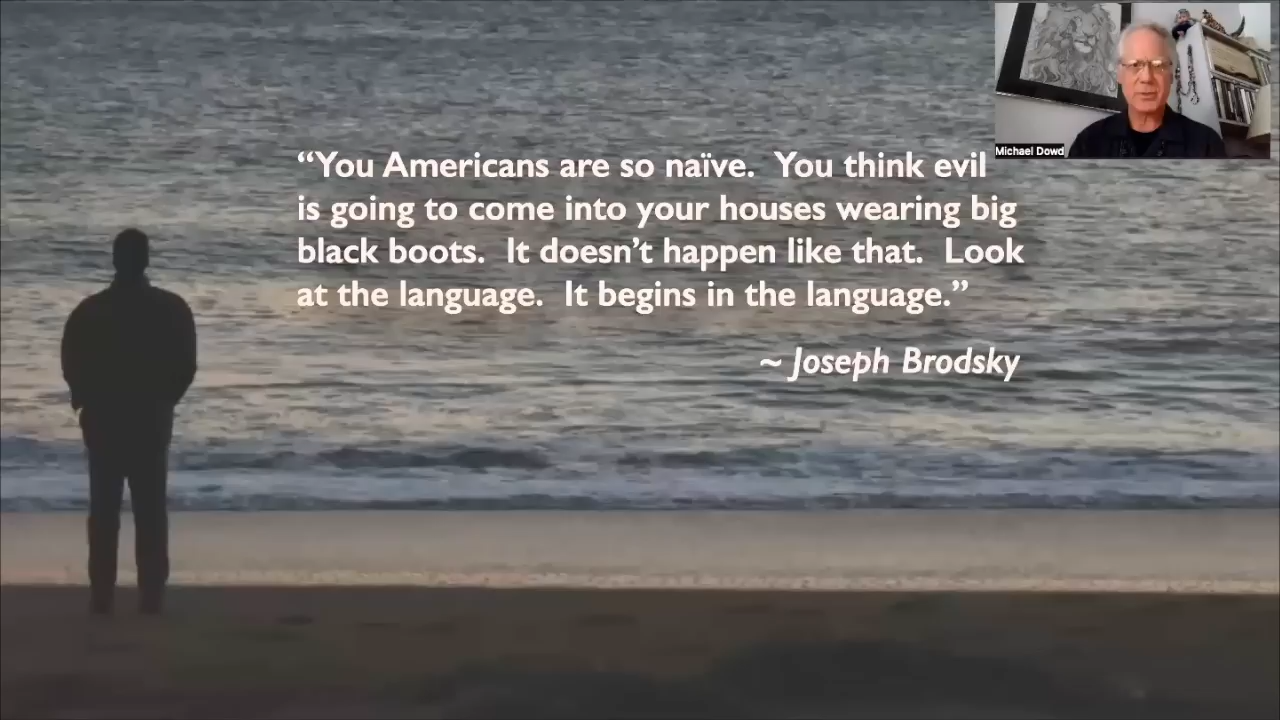 Michael Dowd
“You Americans are so naïve. You think evil
is going to come into your houses wearing big
black boots. It doesn’t happen like that. Look
at the language. It begins in the language.”
~ Joseph Brodsky